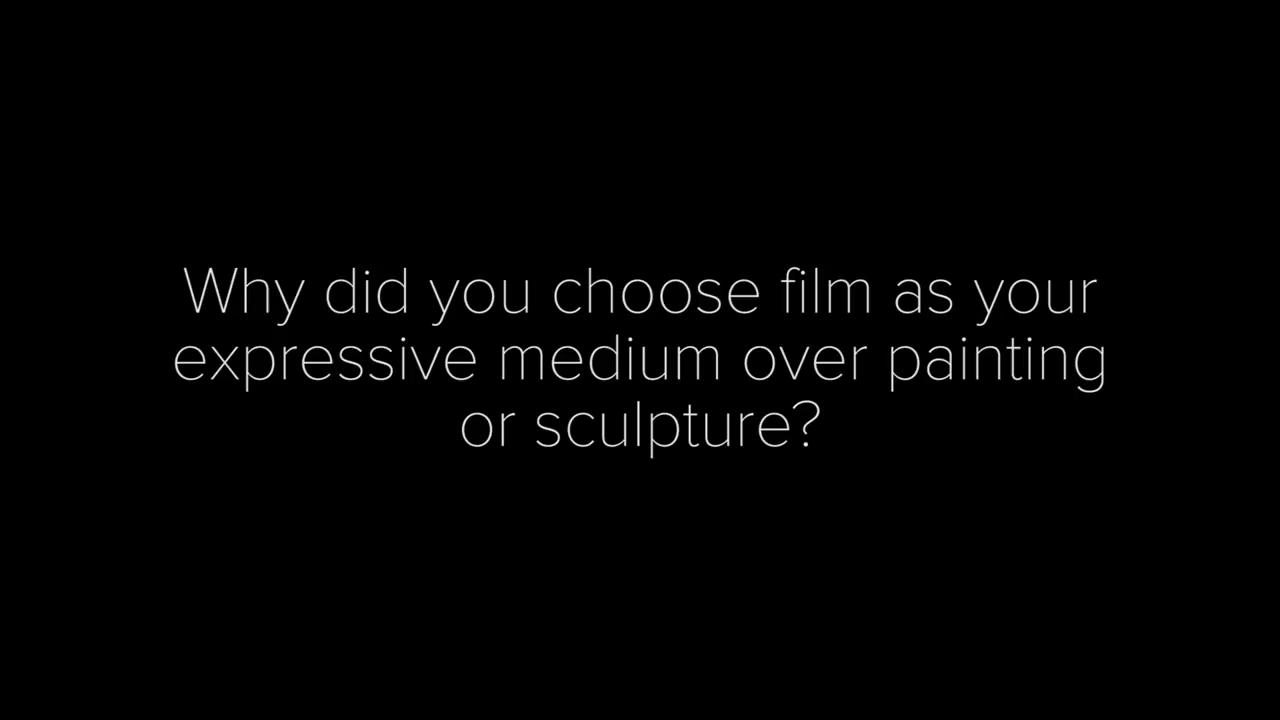 Why did you choose film as your
expressive medium over painting
or sculpture?